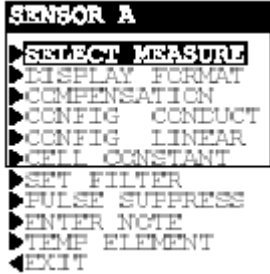 SENSOR A
SELECT MEASURE
DISPLAY FORMAT
COMPENSATION
CONFIG CONDUCT
CONFIG LINEAR
CELL CONSTANT
SET FILTER
PULSE SUPPRESS
ENTER NOTE
TEMP ELEMENT
EXIT